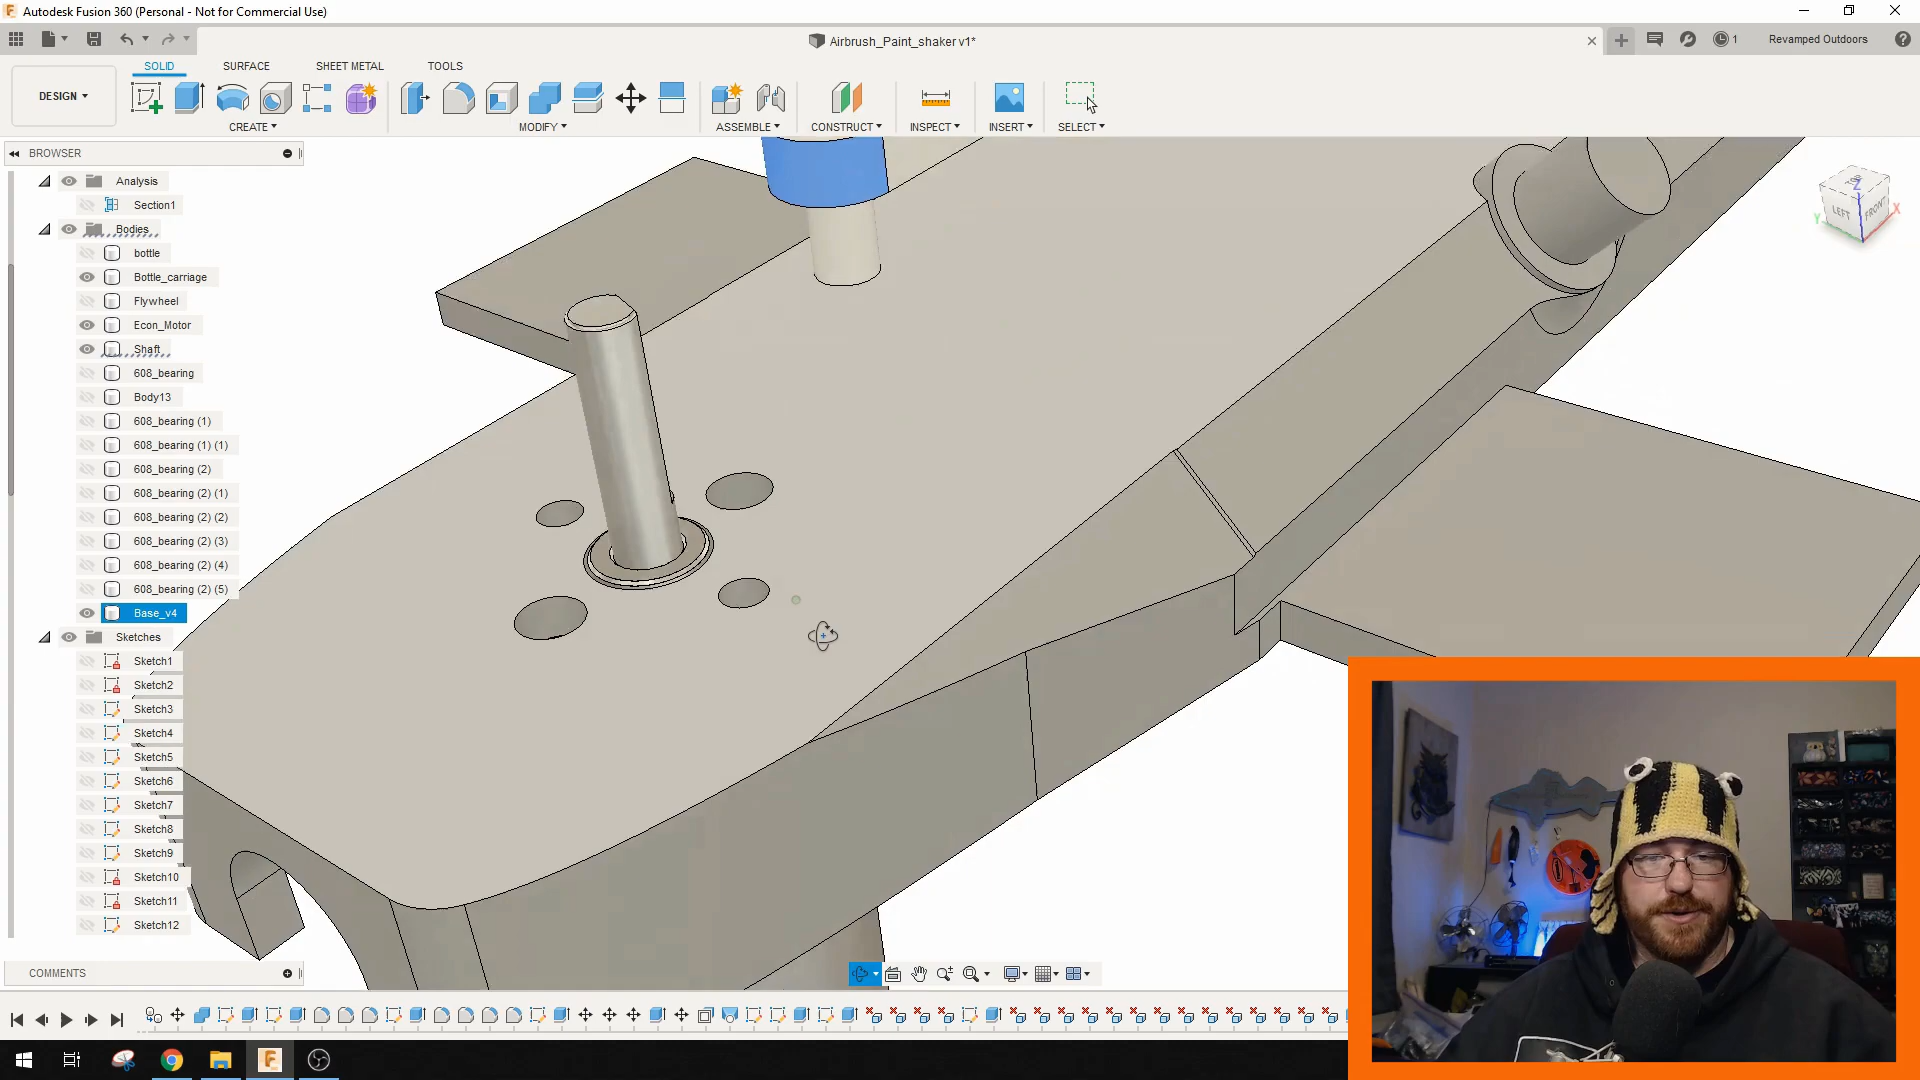 Autodesk Fusion 360 (Personal - Not for Commercial Use)
Airbrush_Paint_shaker v1*
1
Revamped Outdoors
SOLID SURFACE SHEET METAL TOOLS
DESIGN
CREATE MODIFY ASSEMBLE CONSTRUCT INSPECT INSERT SELECT
BROWSER
Analysis
Section1
Bodies
bottle
Bottle_carriage
Flywheel
Econ_Motor
Shaft
608_bearing
Body13
608_bearing (1)
608_bearing (1) (1)
608_bearing (2)
608_bearing (2) (1)
608_bearing (2) (2)
608_bearing (2) (3)
608_bearing (2) (4)
608_bearing (2) (5)
Base_v4
Sketches
Sketch1
Sketch2
Sketch3
Sketch4
Sketch5
Sketch6
Sketch7
Sketch8
Sketch9
Sketch10
Sketch11
Sketch12
COMMENTS
Z
LEFT
FRONT
X
Y